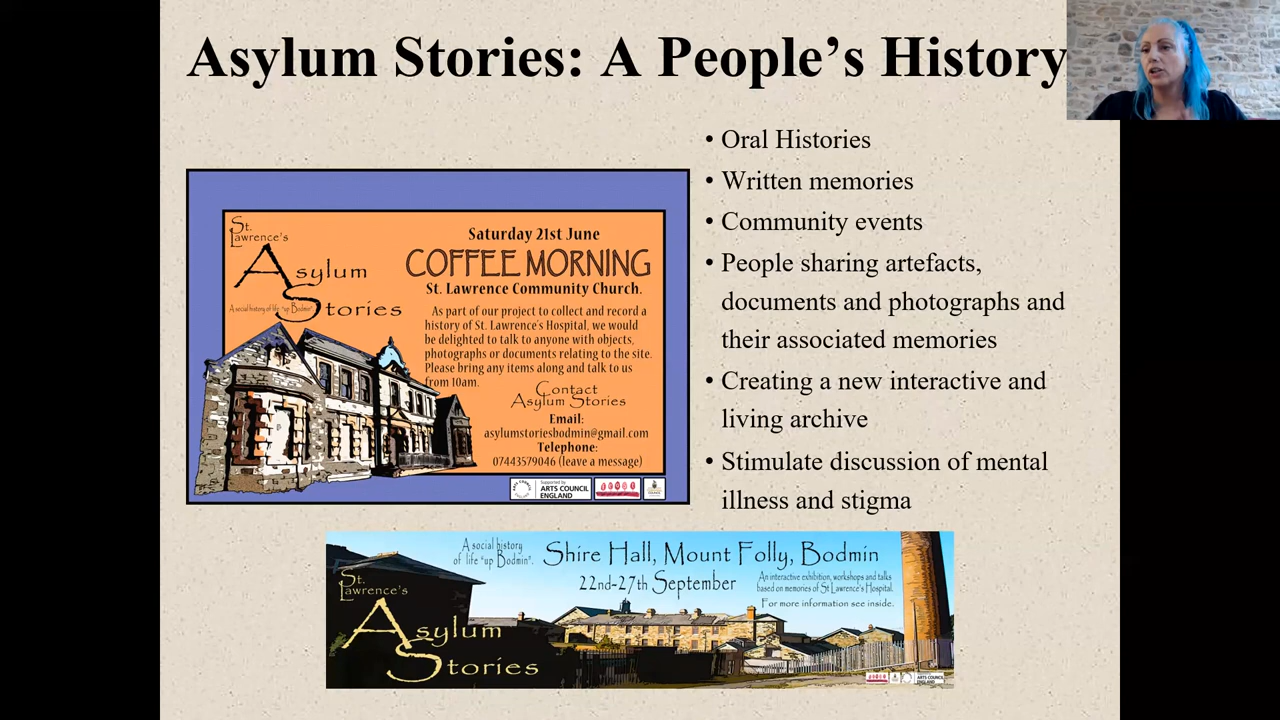 Asylum Stories: A People's History
• Oral Histories
• Written memories
• Community events
• People sharing artefacts,
documents and photographs and
their associated memories
• Creating a new interactive and
living archive
• Stimulate discussion of mental
illness and stigma
St.
Lawrence's
Asylum
Stories
A social history of life "up Bodmin"
Saturday 21st June
COFFEE MORNING
St. Lawrence Community Church.
As part of our project to collect and record a
history of St. Lawrence's Hospital, we would
be delighted to talk to anyone with objects,
photographs or documents relating to the site.
Please bring any items along and talk to us
from 10am.
Contact
Asylum Stories
Email:
asylumstoriesbodmin@gmail.com
Telephone:
07443579046 (leave a message)
Supported by
ARTS COUNCIL
ENGLAND
A social history
of life "up Bodmin".
Shire Hall, Mount Folly, Bodmin
22nd-27th September
An interactive exhibition, workshops and talks
based on memories of St Lawrence's Hospital.
For more information see inside.
St.
Lawrence's
Asylum
Stories
ARTS COUNCIL
ENGLAND